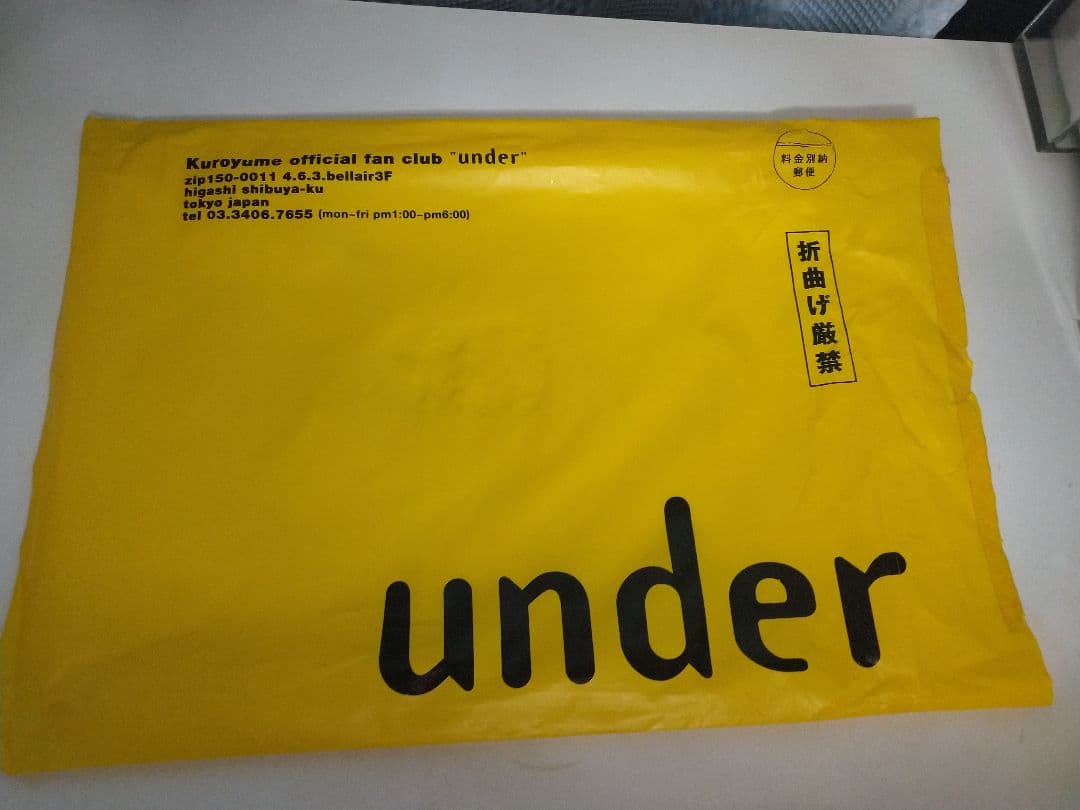 Kuroyume official fan club "under"
zip150-0011 4.6.3.bellair3F
higashi shibuya-ku
tokyo japan
tel 03.3406.7655 (mon~fri pm1:00~pm6:00)
料金別納
郵便
折曲げ厳禁
under